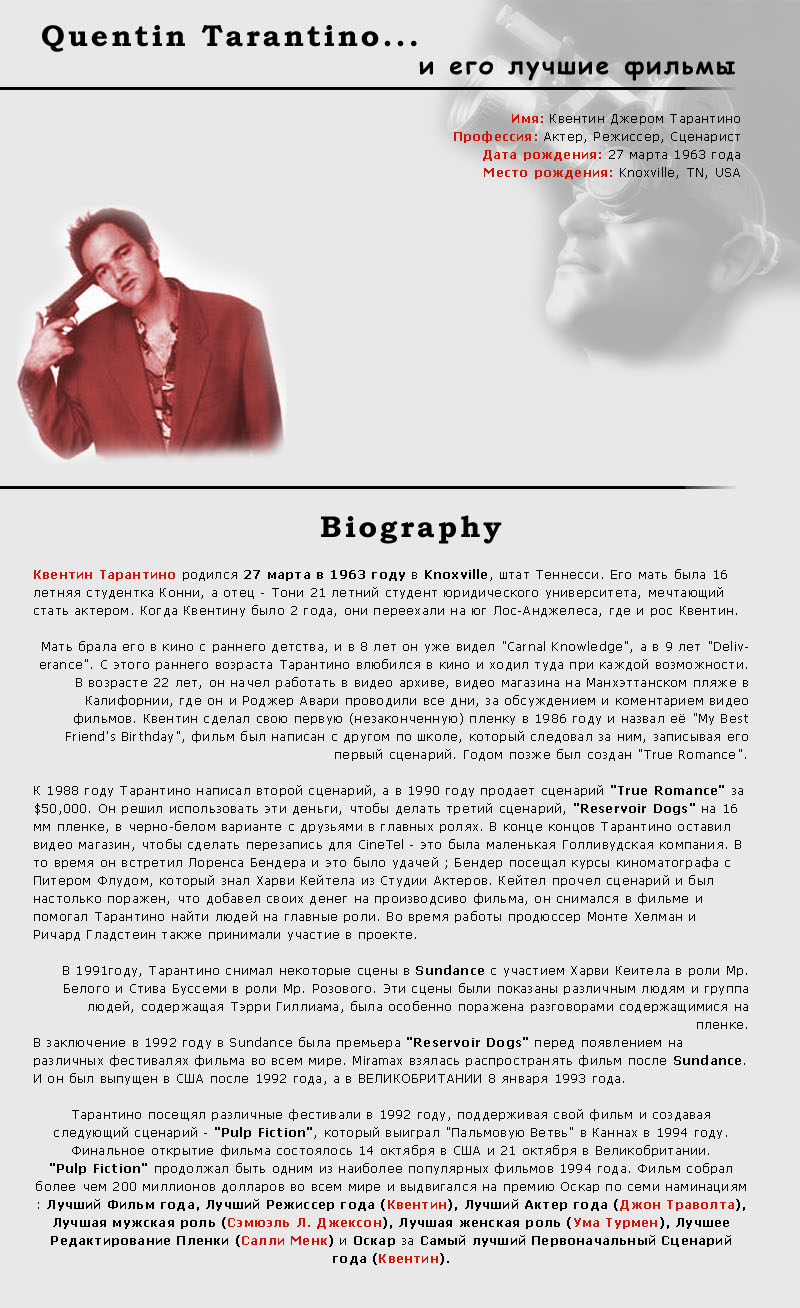 Quentin Tarantino...
и его лучшие фильмы
Имя: Квентин Джером Тарантино
Профессия: Актер, Режиссер, Сценарист
Дата рождения: 27 марта 1963 года
Место рождения: Knoxville, TN, USA
Biography
Квентин Тарантино родился 27 марта в 1963 году в Knoxville, штат Теннесси. Его мать была 16
летняя студентка Конни, а отец - Тони 21 летний студент юридического университета, мечтающий
стать актером. Когда Квентину было 2 года, они переехали на юг Лос-Анджелеса, где и рос Квентин.
Мать брала его в кино с раннего детства, и в 8 лет он уже видел "Carnal Knowledge", а в 9 лет "Deliv-
erance". С этого раннего возраста Тарантино влюбился в кино и ходил туда при каждой возможности.
В возрасте 22 лет, он начел работать в видео архиве, видео магазина на Манхэттанском пляже в
Калифорнии, где он и Роджер Авари проводили все дни, за обсуждением и коментарием видео
фильмов. Квентин сделал свою первую (незаконченную) пленку в 1986 году и назвал её "My Best
Friend's Birthday", фильм был написан с другом по школе, который следовал за ним, записывая его
первый сценарий. Годом позже был создан "True Romance".
К 1988 году Тарантино написал второй сценарий, а в 1990 году продает сценарий "True Romance" за
$50,000. Он решил использовать эти деньги, чтобы делать третий сценарий, "Reservoir Dogs" на 16
мм пленке, в черно-белом варианте с друзьями в главных ролях. В конце концов Тарантино оставил
видео магазин, чтобы сделать перезапись для CineTel - это была маленькая Голливудская компания. В
то время он встретил Лоренса Бендера и это было удачей ; Бендер посещал курсы киноматографа с
Питером Флудом, который знал Харви Кейтела из Студии Актеров. Кейтел прочел сценарий и был
настолько поражен, что добавел своих денег на производсиво фильма, он снимался в фильме и
помогал Тарантино найти людей на главные роли. Во время работы продюссер Монте Хелман и
Ричард Гладстеин также принимали участие в проекте.
В 1991году, Тарантино снимал некоторые сцены в Sundance с участием Харви Кеитела в роли Мр.
Белого и Стива Буссеми в роли Мр. Розового. Эти сцены были показаны различным людям и группа
людей, содержащая Тэрри Гиллиама, была особенно поражена разговорами содержащимися на
пленке.
В заключение в 1992 году в Sundance была премьера "Reservoir Dogs" перед появлением на
различных фестивалях фильма во всем мире. Miramax взялась распространять фильм после Sundance.
И он был выпущен в США после 1992 года, а в ВЕЛИКОБРИТАНИИ 8 января 1993 года.
Тарантино посещял различные фестивали в 1992 году, поддерживая свой фильм и создавая
следующий сценарий - "Pulp Fiction", который выиграл "Пальмовую Ветвь" в Каннах в 1994 году.
Финальное открытие фильма состоялось 14 октября в США и 21 октября в Великобритании.
"Pulp Fiction" продолжал быть одним из наиболее популярных фильмов 1994 года. Фильм собрал
более чем 200 миллионов долларов во всем мире и выдвигался на премию Оскар по семи наминациям
: Лучший Фильм года, Лучший Режиссер года (Квентин), Лучший Актер года (Джон Траволта),
Лучшая мужская роль (Сэмюэль Л. Джексон), Лучшая женская роль (Ума Турмен), Лучшее
Редактирование Пленки (Салли Менк) и Оскар за Самый лучший Первоначальный Сценарий
года (Квентин).